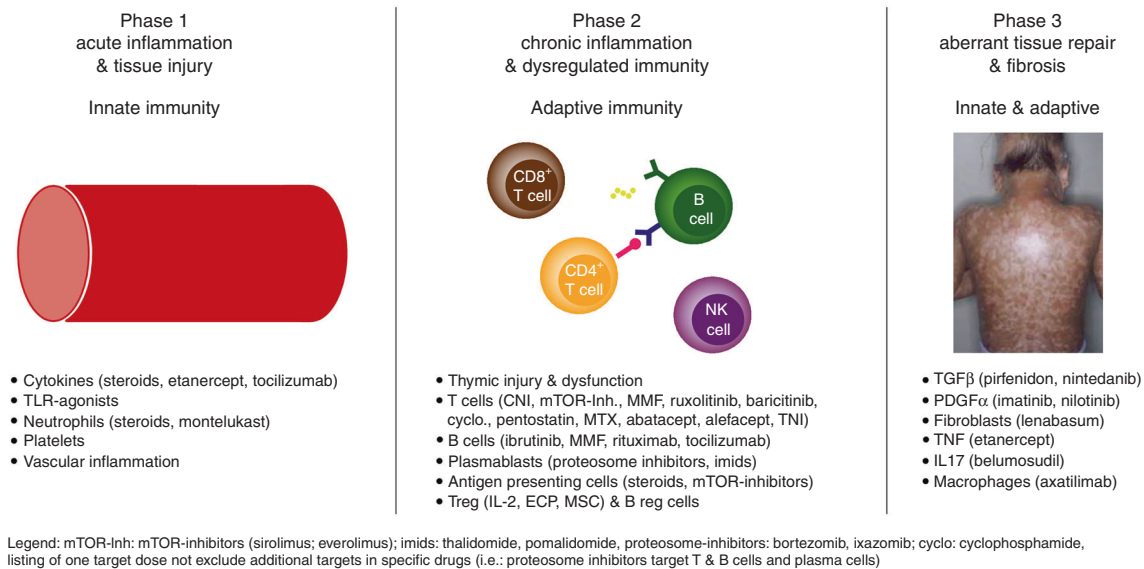 Phase 1
acute inflammation
& tissue injury
Innate immunity
• Cytokines (steroids, etanercept, tocilizumab)
• TLR-agonists
• Neutrophils (steroids, montelukast)
• Platelets
• Vascular inflammation
Phase 2
chronic inflammation
& dysregulated immunity
Adaptive immunity
CD8⁺
T cell
B
cell
CD4⁺
T cell
NK
cell
• Thymic injury & dysfunction
• T cells (CNI, mTOR-Inh., MMF, ruxolitinib, baricitinib,
cyclo., pentostatin, MTX, abatacept, alefacept, TNI)
• B cells (ibrutinib, MMF, rituximab, tocilizumab)
• Plasmablasts (proteosome inhibitors, imids)
• Antigen presenting cells (steroids, mTOR-inhibitors)
• Treg (IL-2, ECP, MSC) & B reg cells
Phase 3
aberrant tissue repair
& fibrosis
Innate & adaptive
• TGFβ (pirfenidon, nintedanib)
• PDGFα (imatinib, nilotinib)
• Fibroblasts (lenabasum)
• TNF (etanercept)
• IL17 (belumosudil)
• Macrophages (axatilimab)
Legend: mTOR-Inh: mTOR-inhibitors (sirolimus; everolimus); imids: thalidomide, pomalidomide, proteosome-inhibitors: bortezomib, ixazomib; cyclo: cyclophosphamide,
listing of one target dose not exclude additional targets in specific drugs (i.e.: proteosome inhibitors target T & B cells and plasma cells)